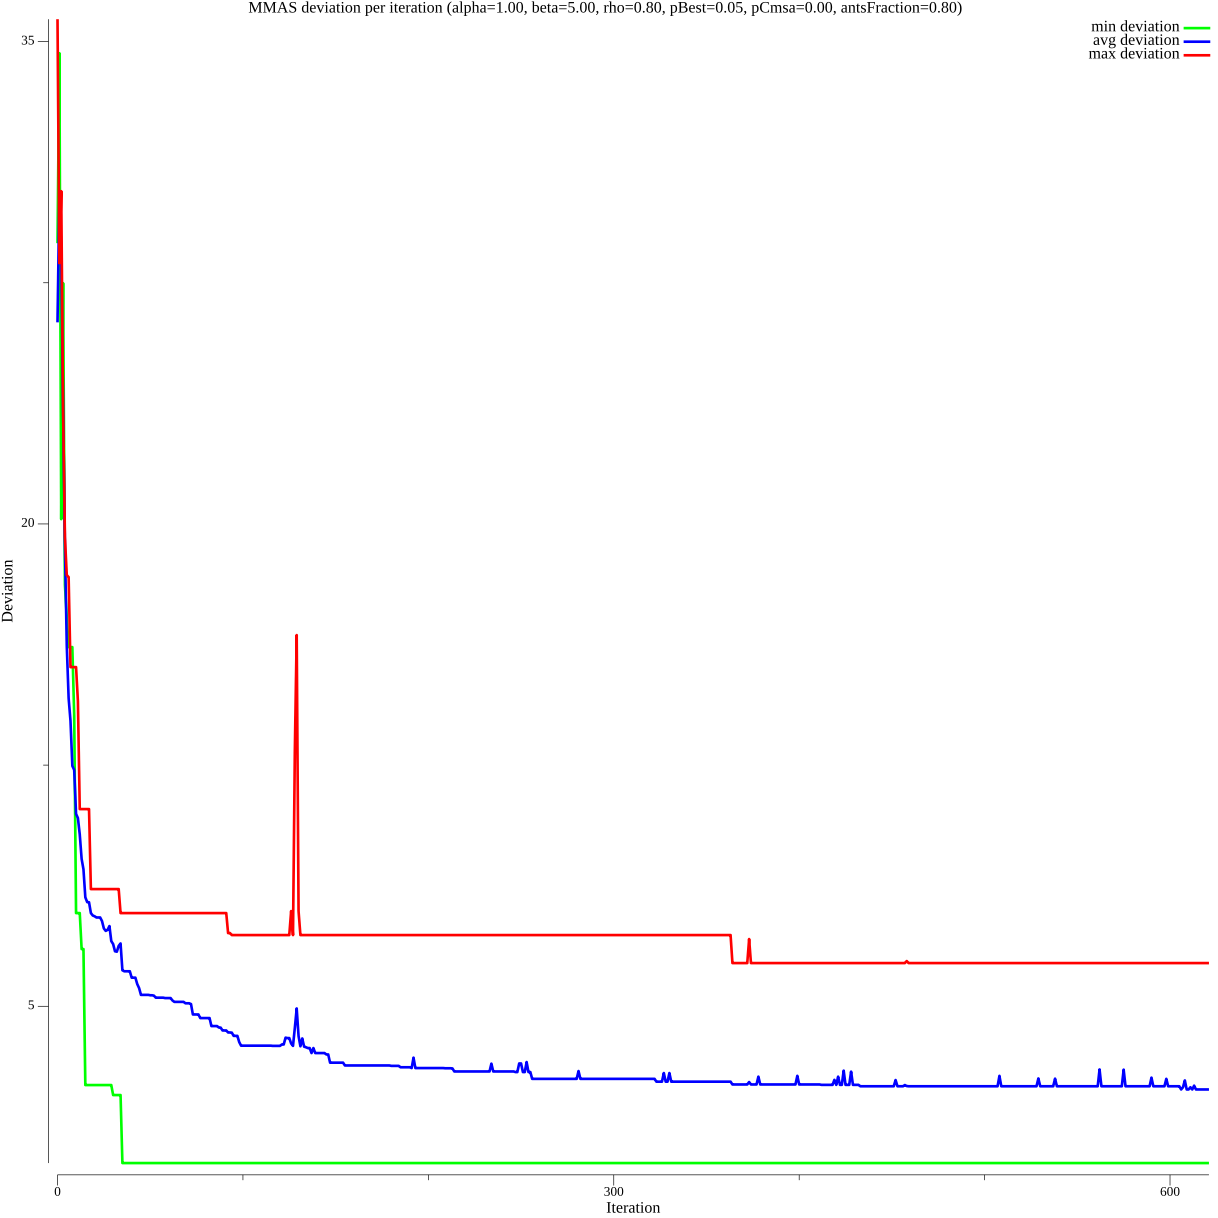 MMAS deviation per iteration (alpha=1.00, beta=5.00, rho=0.80, pBest=0.05, pCmsa=0.00, antsFraction=0.80)
min deviation
avg deviation
max deviation
35
20
5
Deviation
0
300
600
Iteration